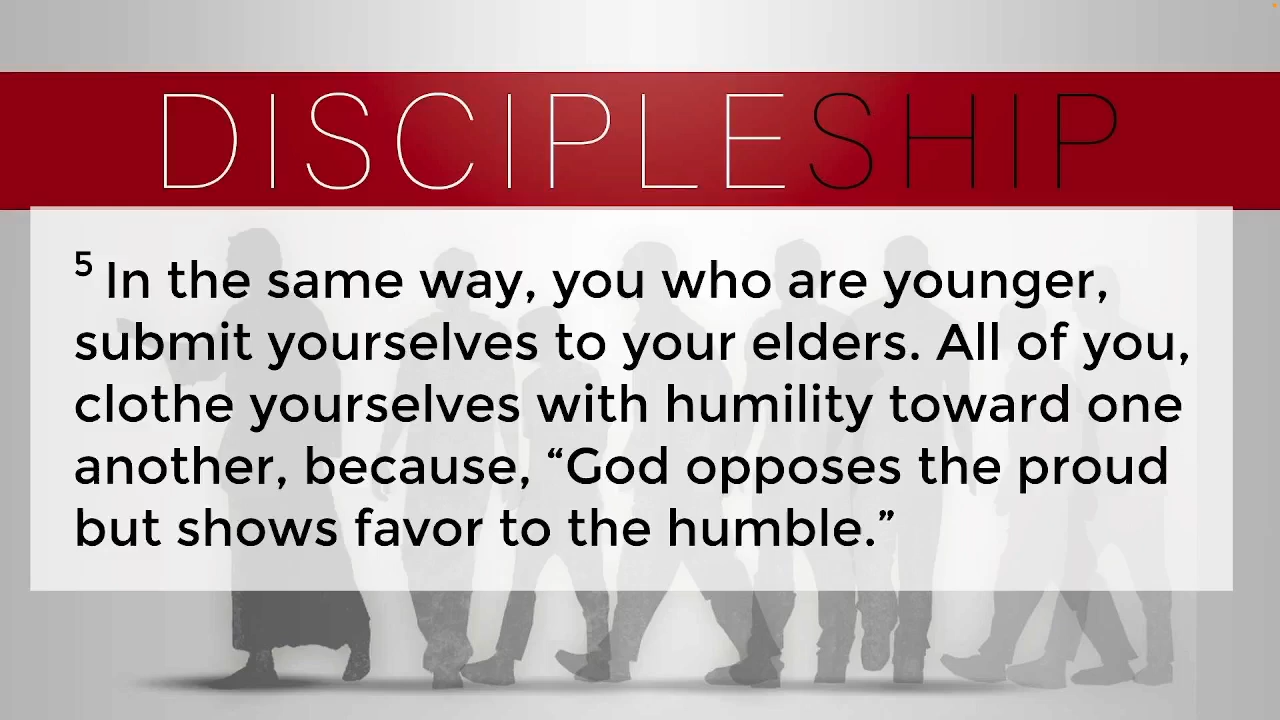 DISCIPLESHIP
5 In the same way, you who are younger,
submit yourselves to your elders. All of you,
clothe yourselves with humility toward one
another, because, “God opposes the proud
but shows favor to the humble.”